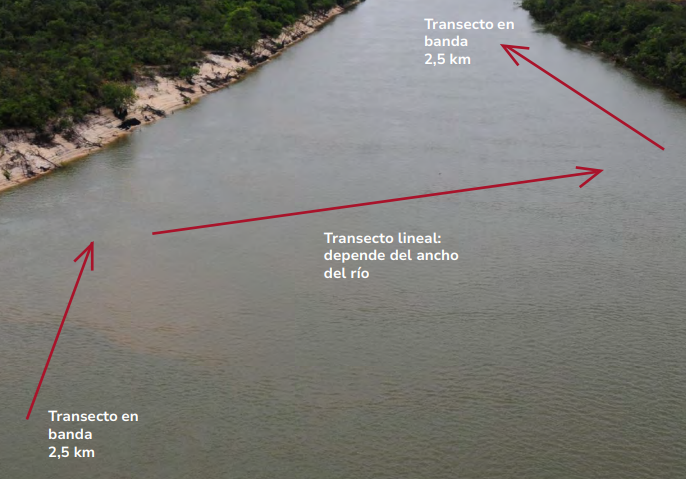 Transecto en
banda
2,5 km
Transecto lineal:
depende del ancho
del río
Transecto en
banda
2,5 km